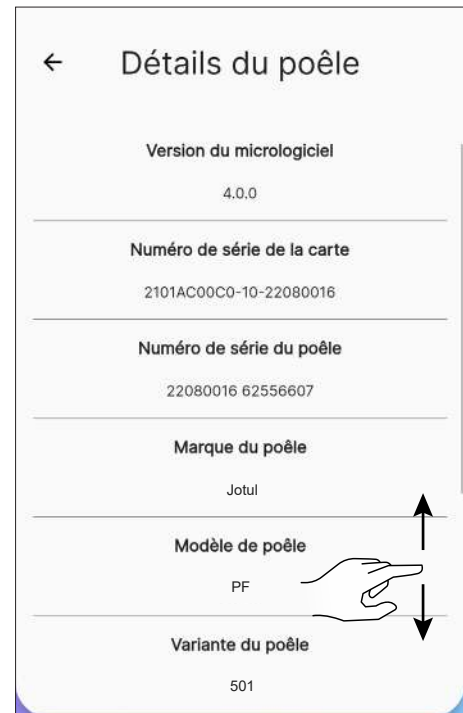 Détails du poêle
Version du micrologiciel
4.0.0
Numéro de série de la carte
2101AC00C0-10-22080016
Numéro de série du poêle
22080016 62556607
Marque du poêle
Jotul
Modèle de poêle
PF
Variante du poêle
501